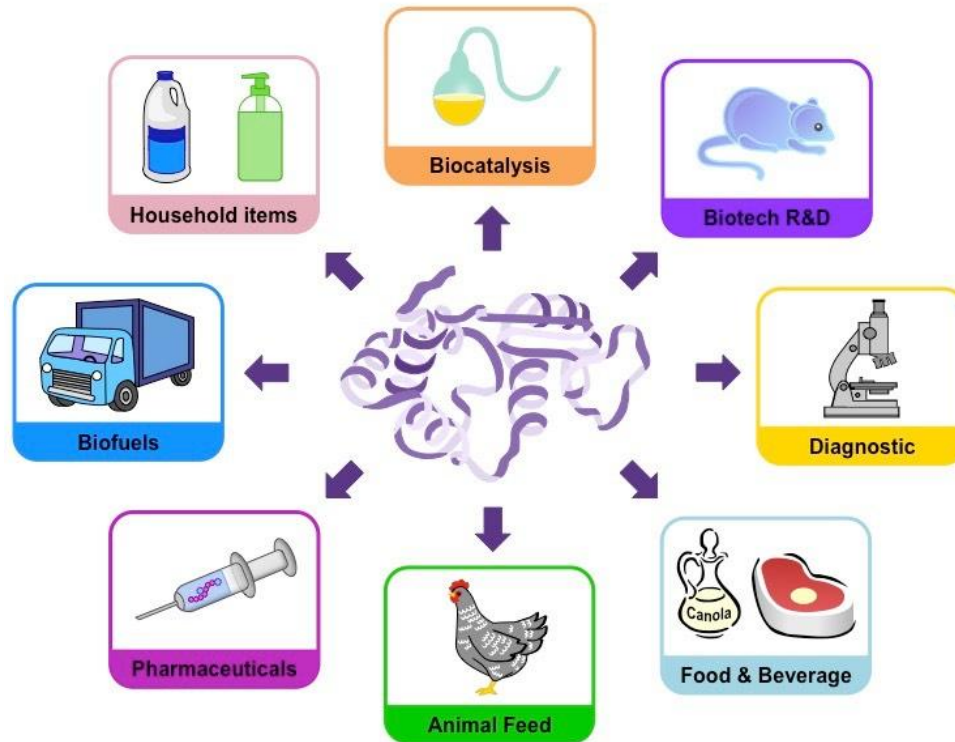 Household items
Biocatalysis
Biotech R&D
Biofuels
Diagnostic
Pharmaceuticals
Animal Feed
Canola
Food & Beverage